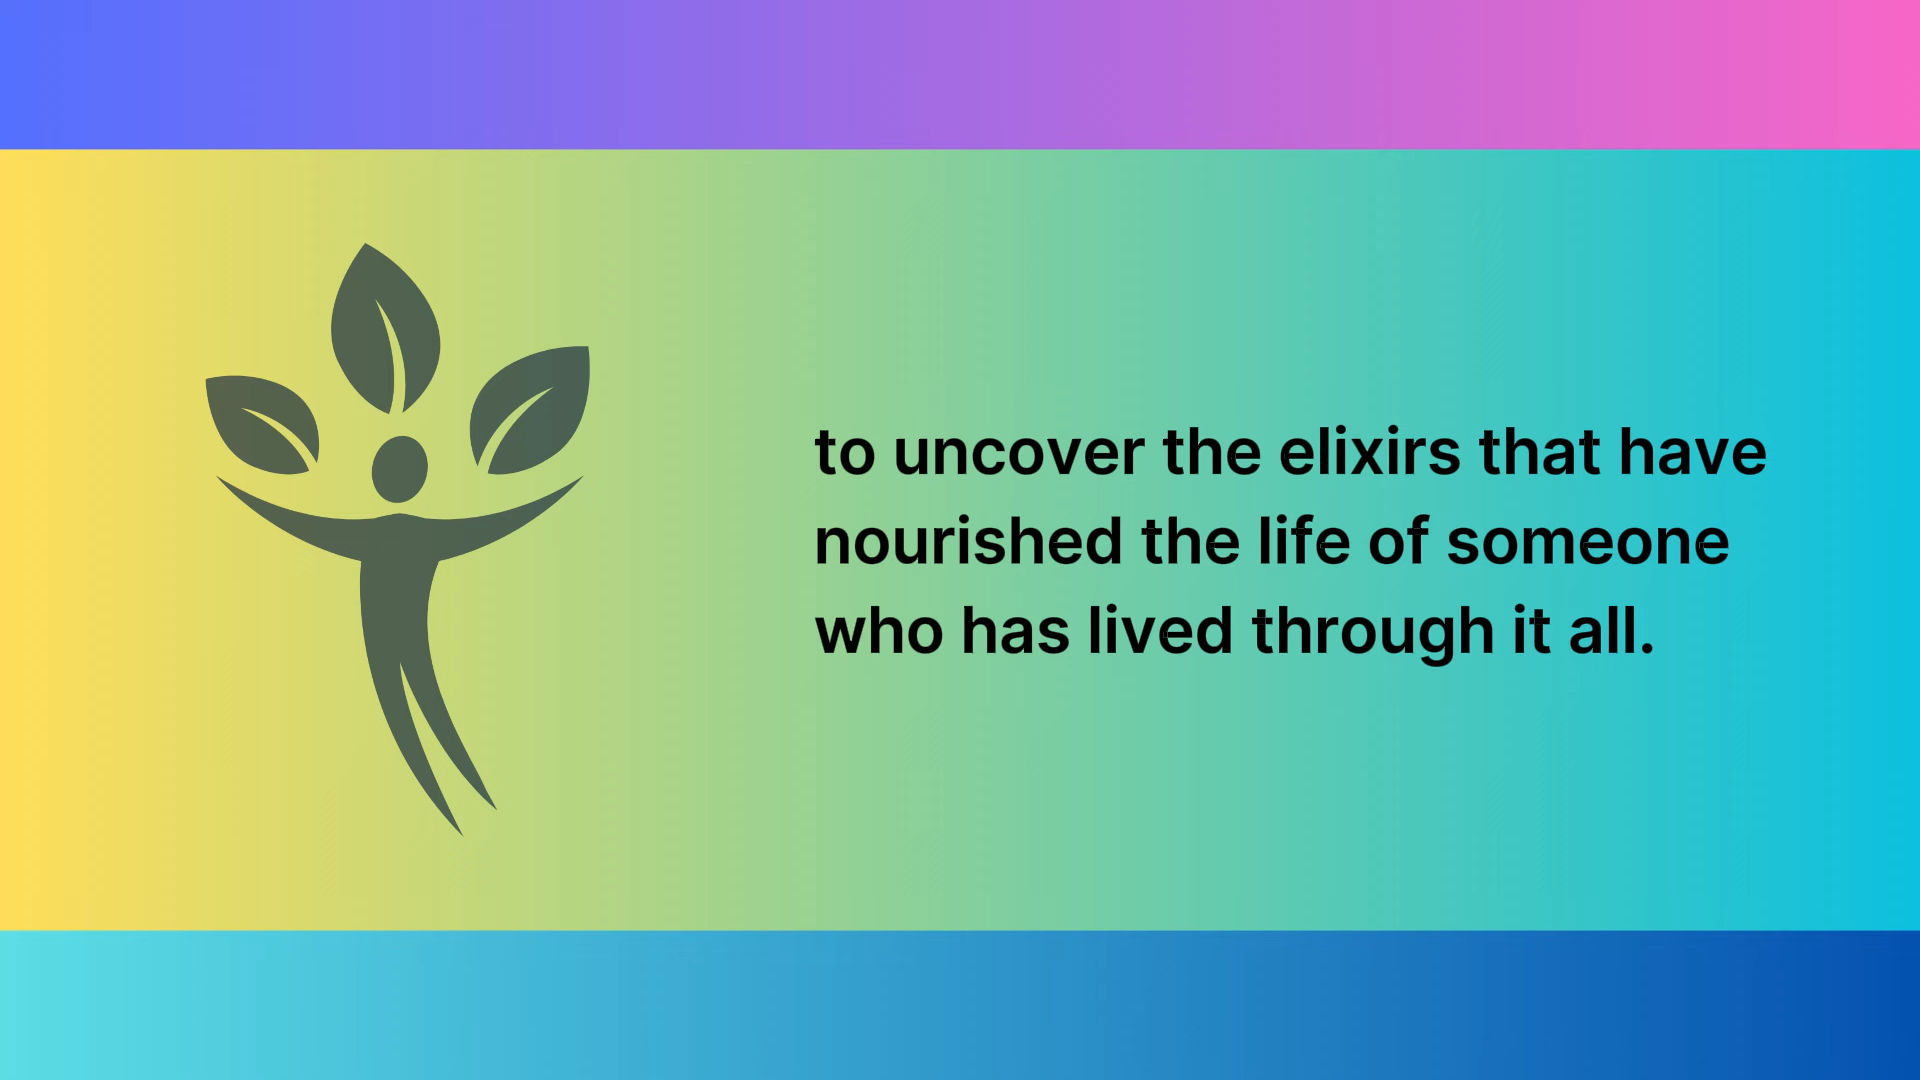 to uncover the elixirs that have
nourished the life of someone
who has lived through it all.